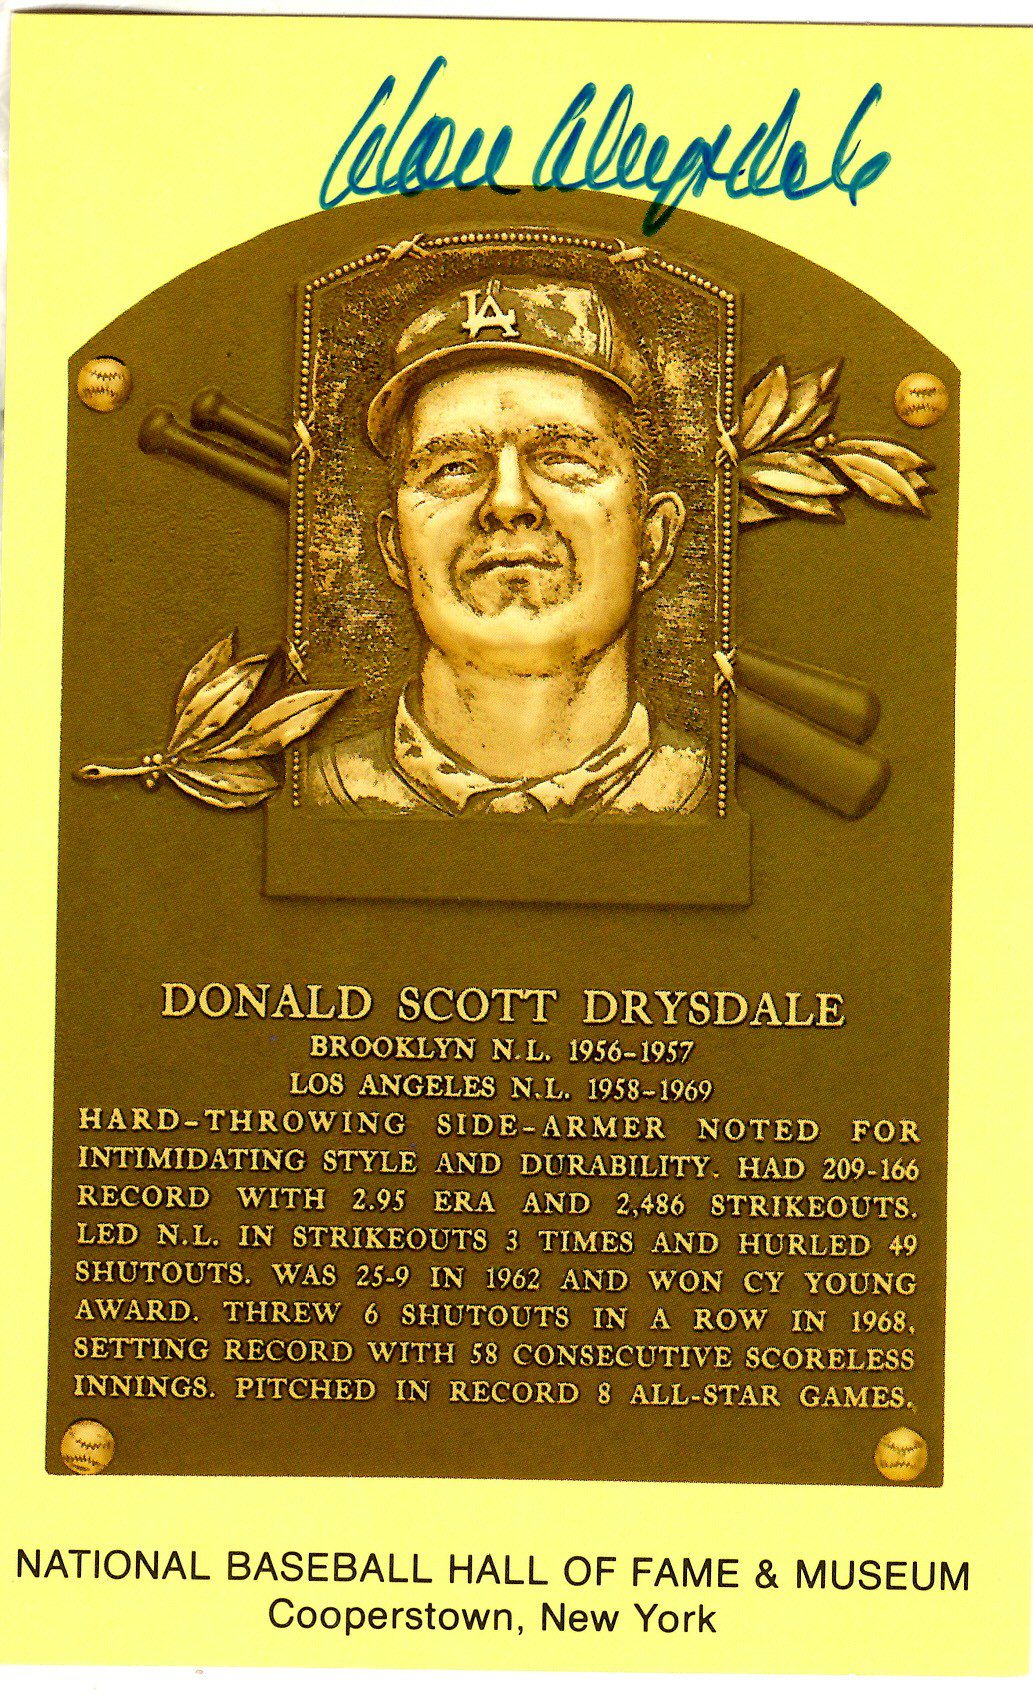 Don Drysdale
LA
DONALD SCOTT DRYSDALE
BROOKLYN N.L. 1956-1957
LOS ANGELES N.L. 1958-1969
HARD-THROWING SIDE-ARMER NOTED FOR
INTIMIDATING STYLE AND DURABILITY. HAD 209-166
RECORD WITH 2.95 ERA AND 2,486 STRIKEOUTS.
LED N.L. IN STRIKEOUTS 3 TIMES AND HURLED 49
SHUTOUTS. WAS 25-9 IN 1962 AND WON CY YOUNG
AWARD. THREW 6 SHUTOUTS IN A ROW IN 1968,
SETTING RECORD WITH 58 CONSECUTIVE SCORELESS
INNINGS. PITCHED IN RECORD 8 ALL-STAR GAMES.
NATIONAL BASEBALL HALL OF FAME & MUSEUM
Cooperstown, New York